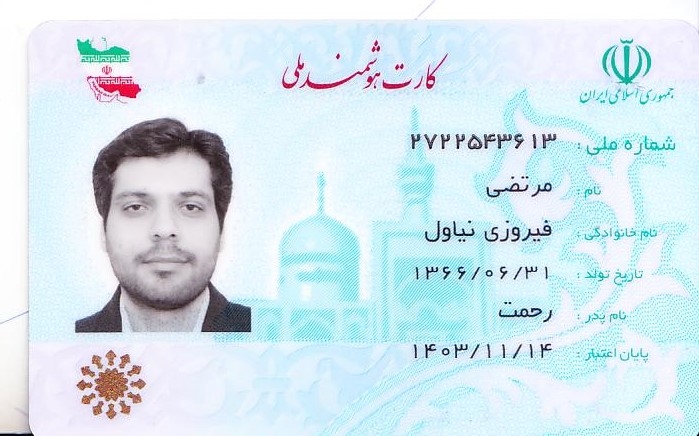 کارت هوشمند ملی
جمهوری اسلامی ایران
شماره ملی : ۲۷۲۲۵۴۳۶۱۳
نام : مرتضی
نام خانوادگی : فیروزی نیاول
تاریخ تولد : ۱۳۶۶/۰۶/۳۱
نام پدر : رحمت
پایان اعتبار : ۱۴۰۳/۱۱/۱۴